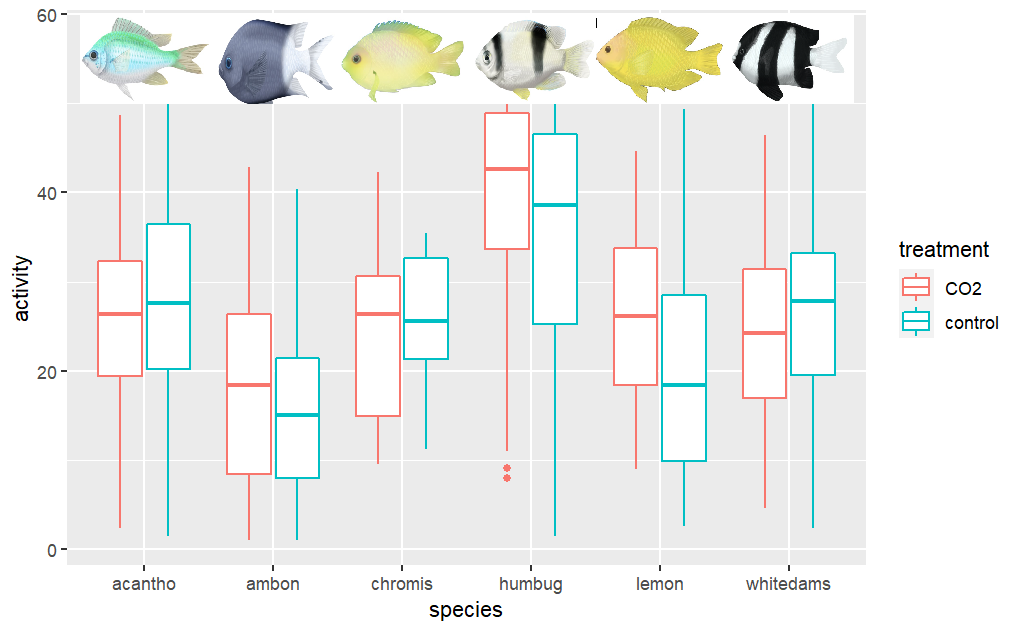 60
40
20
0
activity
acantho ambon chromis humbug lemon whitedams
species
treatment
CO2
control